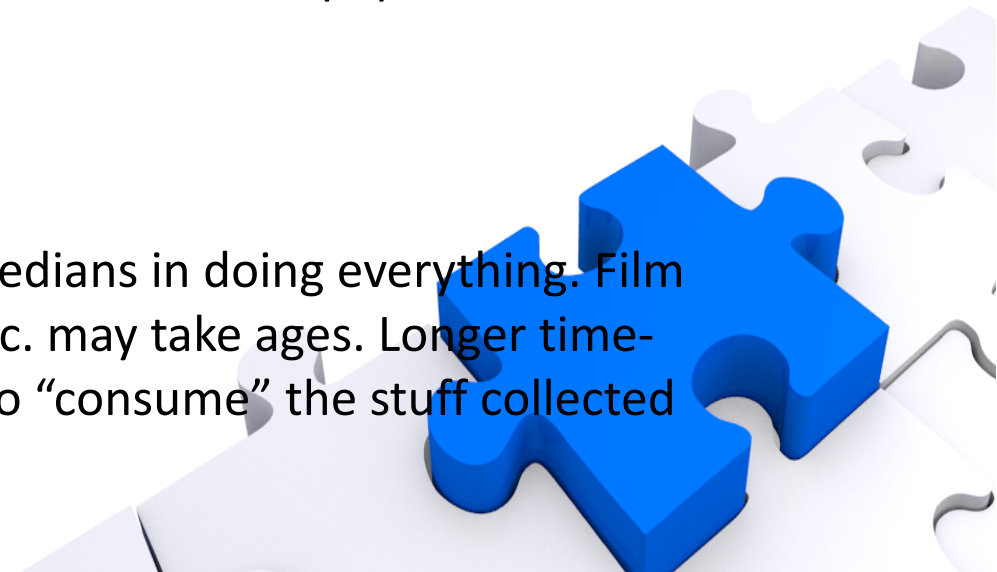 edians in doing everything. Film
c. may take ages. Longer time-
o “consume” the stuff collected